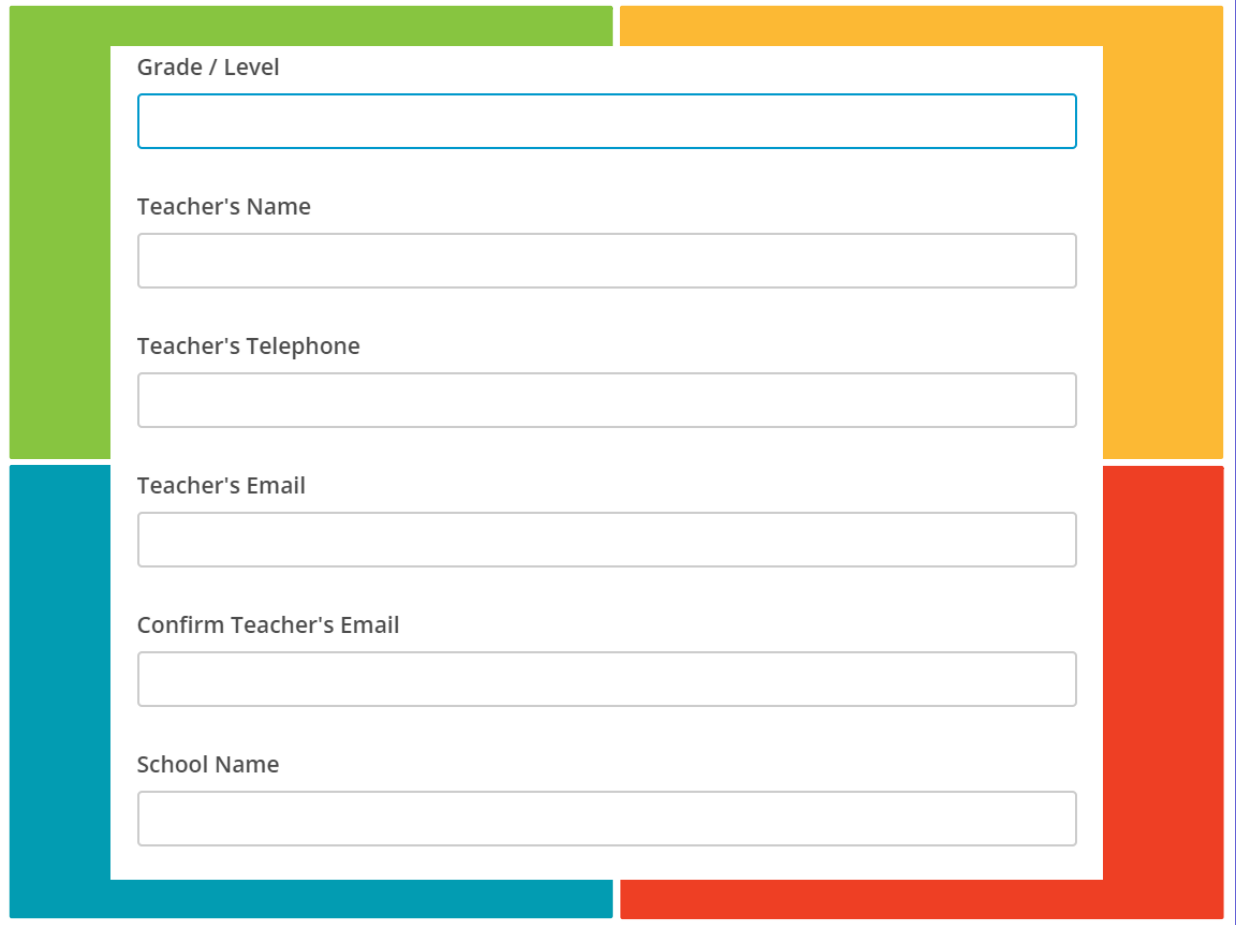 Grade / Level
Teacher's Name
Teacher's Telephone
Teacher's Email
Confirm Teacher's Email
School Name